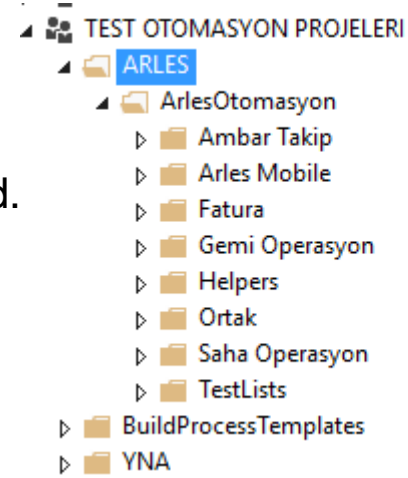 TEST OTOMASYON PROJELERI
ARLES
ArlesOtomasyon
Ambar Takip
Arles Mobile
d.
Fatura
Gemi Operasyon
Helpers
Ortak
Saha Operasyon
TestLists
BuildProcessTemplates
YNA